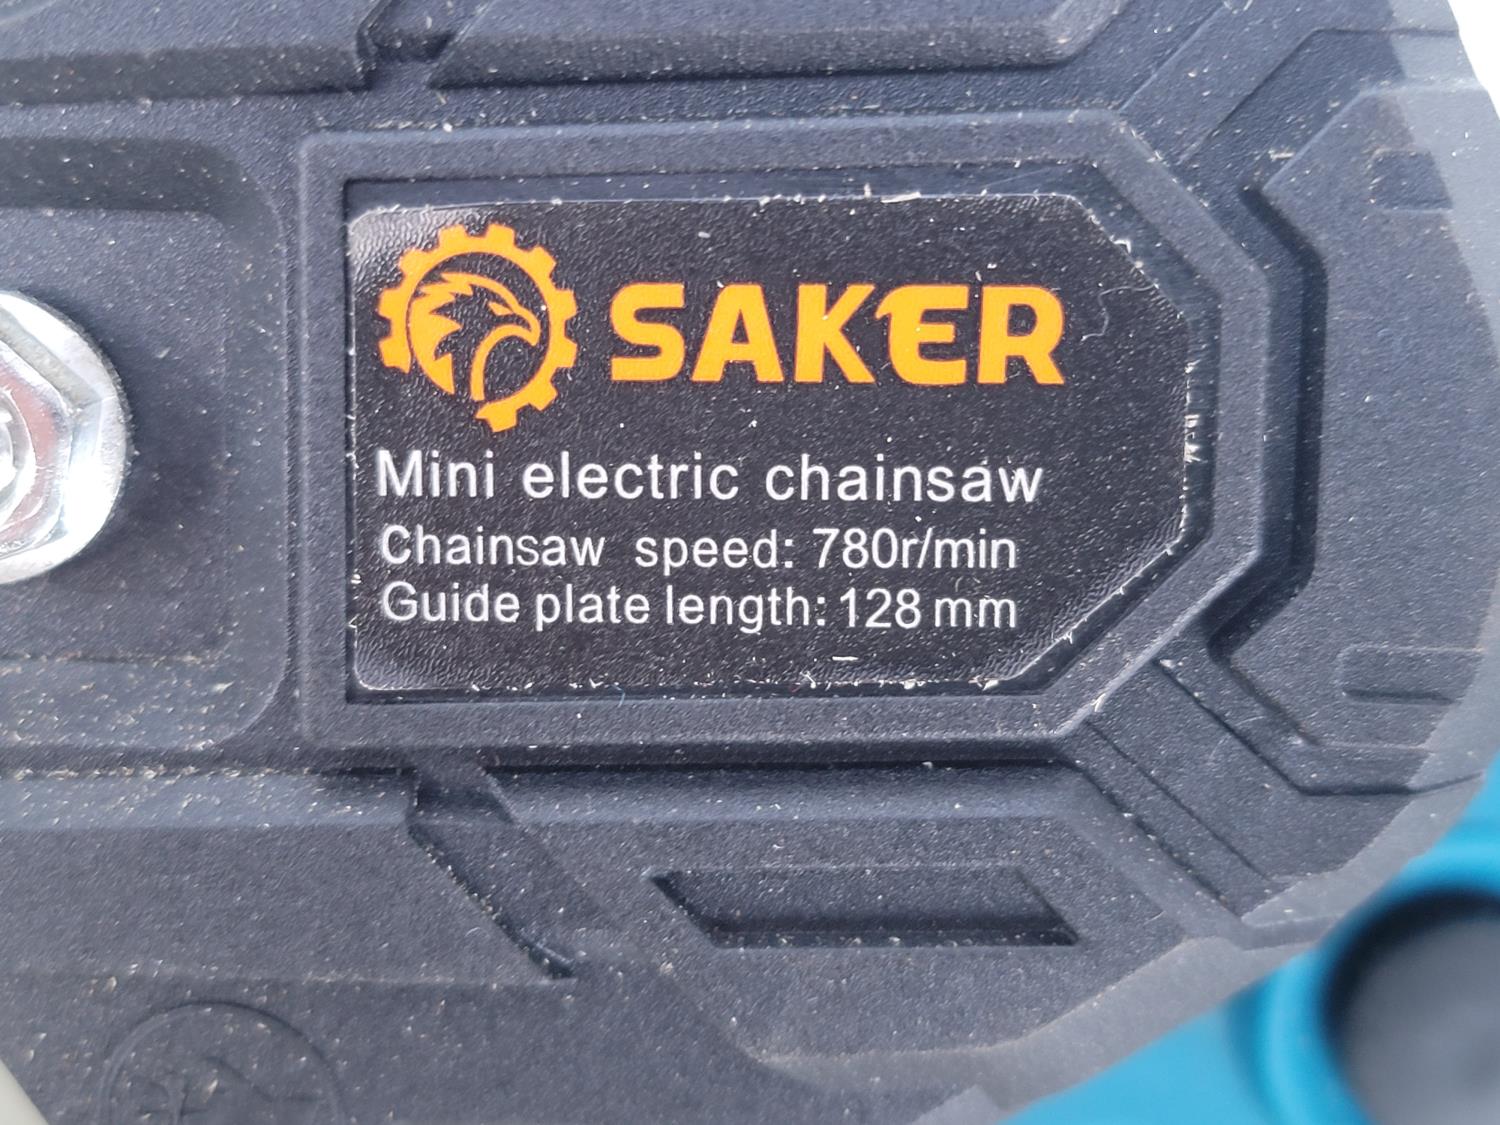 SAKER
Mini electric chainsaw
Chainsaw speed: 780r/min
Guide plate length: 128 mm